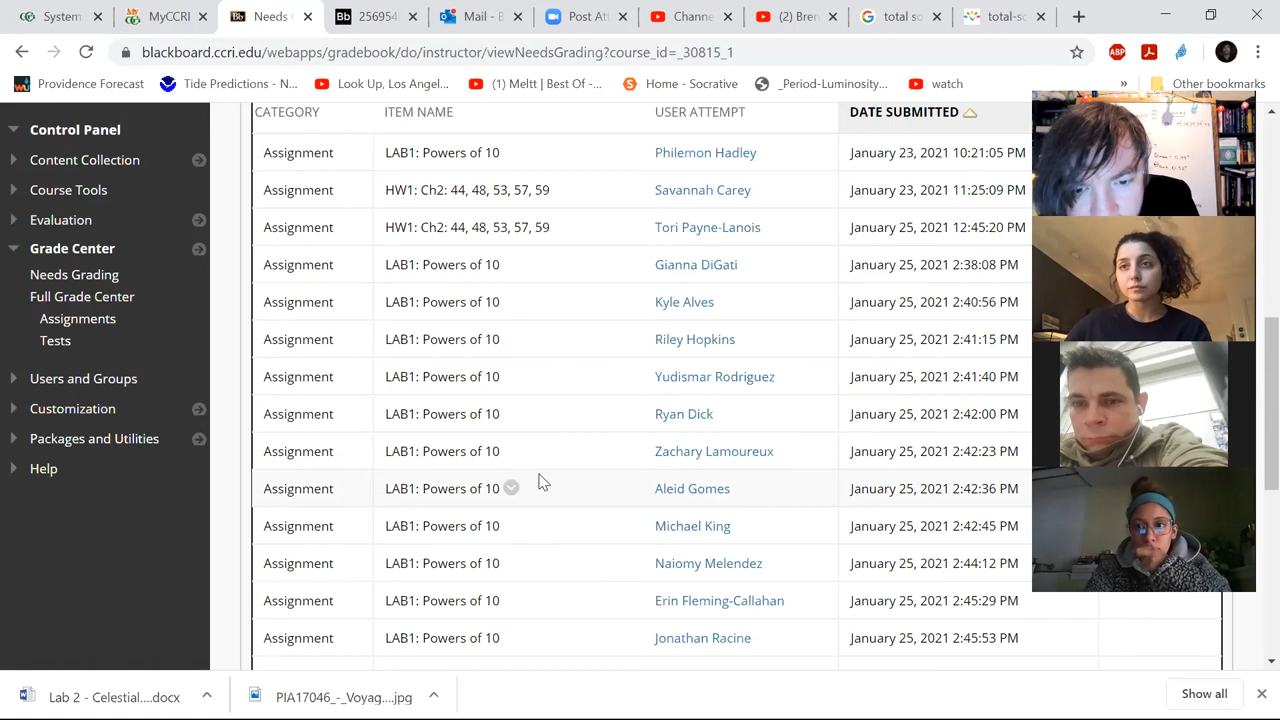 System
MyCCRI
Needs G
256954
Mail - B
Post Att
Chann
(2) Bren
total sc
total-sc
blackboard.ccri.edu/webapps/gradebook/do/instructor/viewNeedsGrading?course_id=_30815_1
Providence Forecast
Tide Predictions - N...
Look Up, Los Angel...
(1) Matt | Best Of -...
Home - Socrative
_Period-Luminosity...
watch
»
Other bookmarks
Control Panel
Content Collection
Course Tools
Evaluation
Grade Center
Needs Grading
Full Grade Center
Assignments
Tests
Users and Groups
Customization
Packages and Utilities
Help
CATEGORY ITEM NAME USER ATTEMPT DATE SUBMITTED
Assignment LAB1: Powers of 10 Philemon Hadley January 23, 2021 10:21:05 PM
Assignment HW1: Ch2: 44, 48, 53, 57, 59 Savannah Carey January 23, 2021 11:25:09 PM
Assignment HW1: Ch2: 44, 48, 53, 57, 59 Tori Payne-Lanois January 25, 2021 12:45:20 PM
Assignment LAB1: Powers of 10 Gianna DiGati January 25, 2021 2:38:08 PM
Assignment LAB1: Powers of 10 Kyle Alves January 25, 2021 2:40:56 PM
Assignment LAB1: Powers of 10 Riley Hopkins January 25, 2021 2:41:15 PM
Assignment LAB1: Powers of 10 Yudismar Rodriguez January 25, 2021 2:41:40 PM
Assignment LAB1: Powers of 10 Ryan Dick January 25, 2021 2:42:00 PM
Assignment LAB1: Powers of 10 Zachary Lamoureux January 25, 2021 2:42:23 PM
Assignment LAB1: Powers of 10 Aleid Gomes January 25, 2021 2:42:36 PM
Assignment LAB1: Powers of 10 Michael King January 25, 2021 2:42:45 PM
Assignment LAB1: Powers of 10 Naiomy Melendez January 25, 2021 2:44:12 PM
Assignment LAB1: Powers of 10 Erin Fleming-Callahan January 25, 2021 2:45:29 PM
Assignment LAB1: Powers of 10 Jonathan Racine January 25, 2021 2:45:53 PM
Lab 2 - Celestial....docx
PIA17046_-_Voyag....jpg
Show all